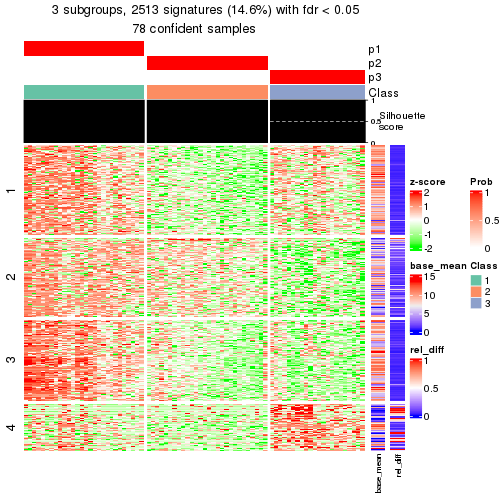 3 subgroups, 2513 signatures (14.6%) with fdr < 0.05
78 confident samples
p1
p2
p3
Class
1
0.5
0
Silhouette
score
1
2
3
4
base_mean
rel_diff
z-score
2
1
0
-1
-2
Prob
1
0.5
0
base_mean
15
10
5
0
Class
1
2
3
rel_diff
1
0.5
0